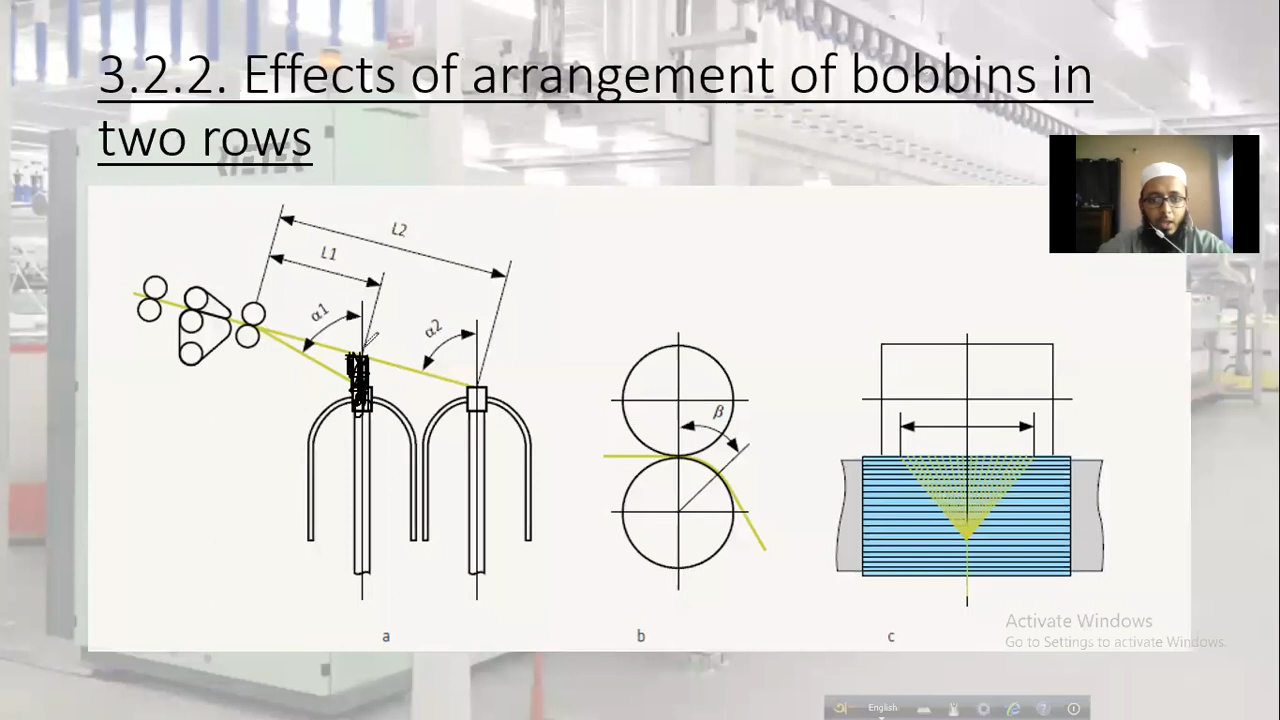 3.2.2. Effects of arrangement of bobbins in
two rows
L2
L1
α1
α2
β
a
b
c
Activate Windows
Go to Settings to activate Windows.
English